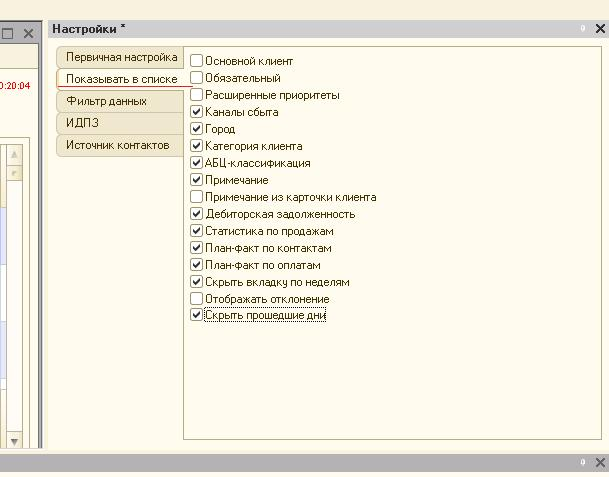 Настройки *
0:20:04
Первичная настройка
Показывать в списке
Фильтр данных
ИДПЗ
Источник контактов
Основной клиент
Обязательный
Расширенные приоритеты
Каналы сбыта
Город
Категория клиента
АБЦ-классификация
Примечание
Примечание из карточки клиента
Дебиторская задолженность
Статистика по продажам
План-факт по контактам
План-факт по оплатам
Скрыть вкладку по неделям
Отображать отклонение
Скрыть прошедшие дни